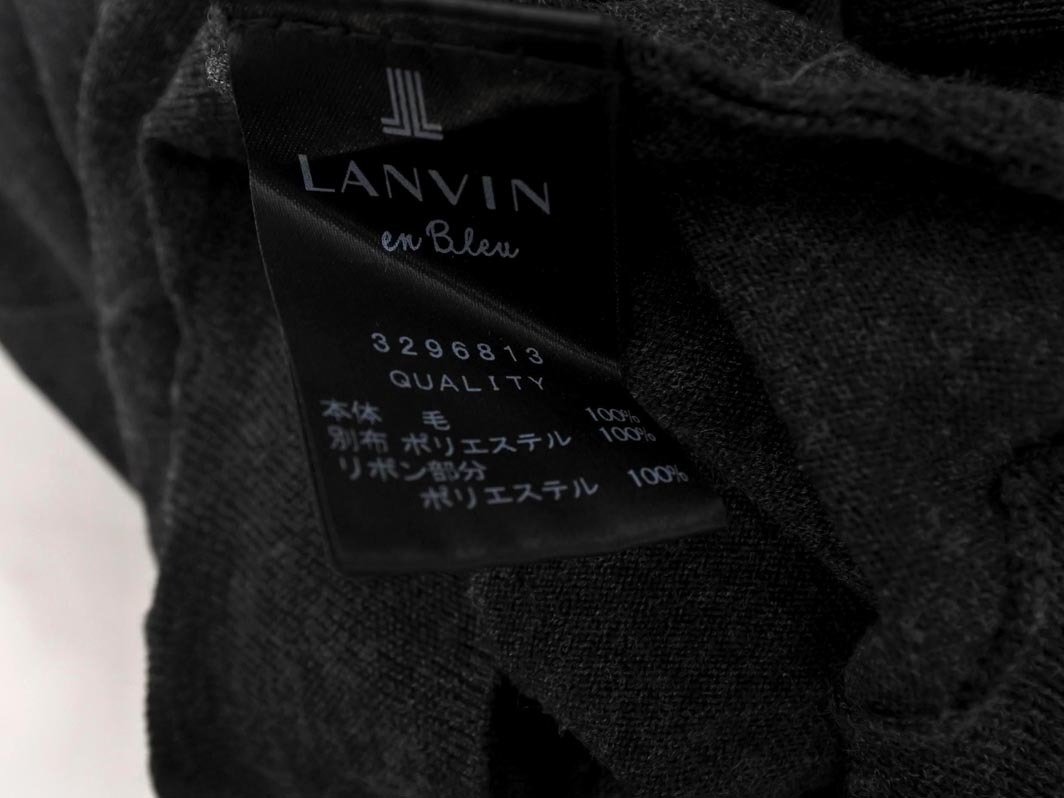 LANVIN
en Bleu
3296813
QUALITY
本体 毛 100%
別布 ポリエステル 100%
リボン部分
ポリエステル 100%